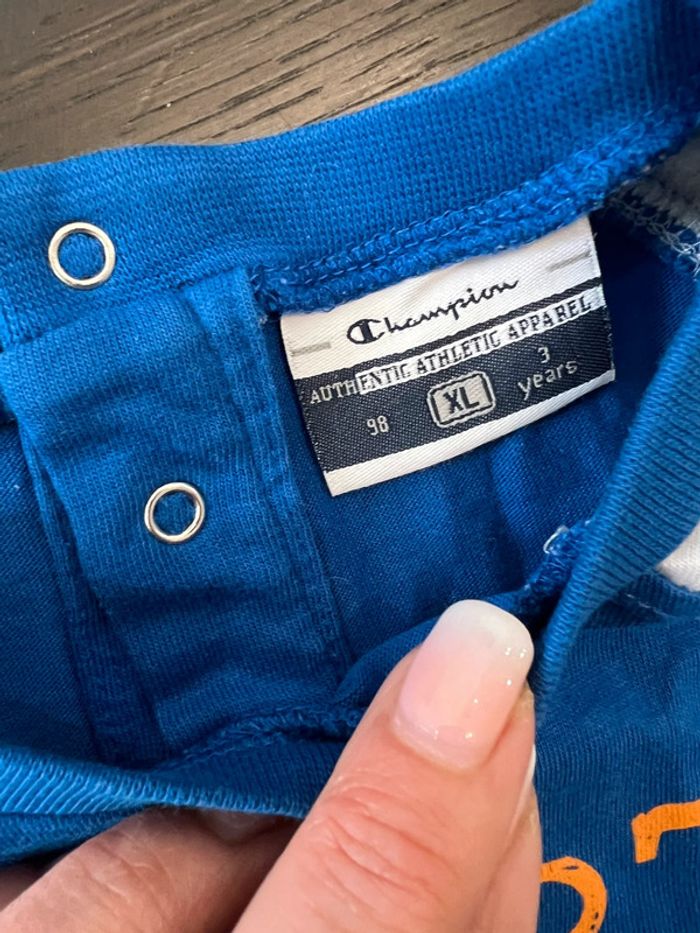 Champion
AUTHENTIC ATHLETIC APPAREL
98 XL 3 years